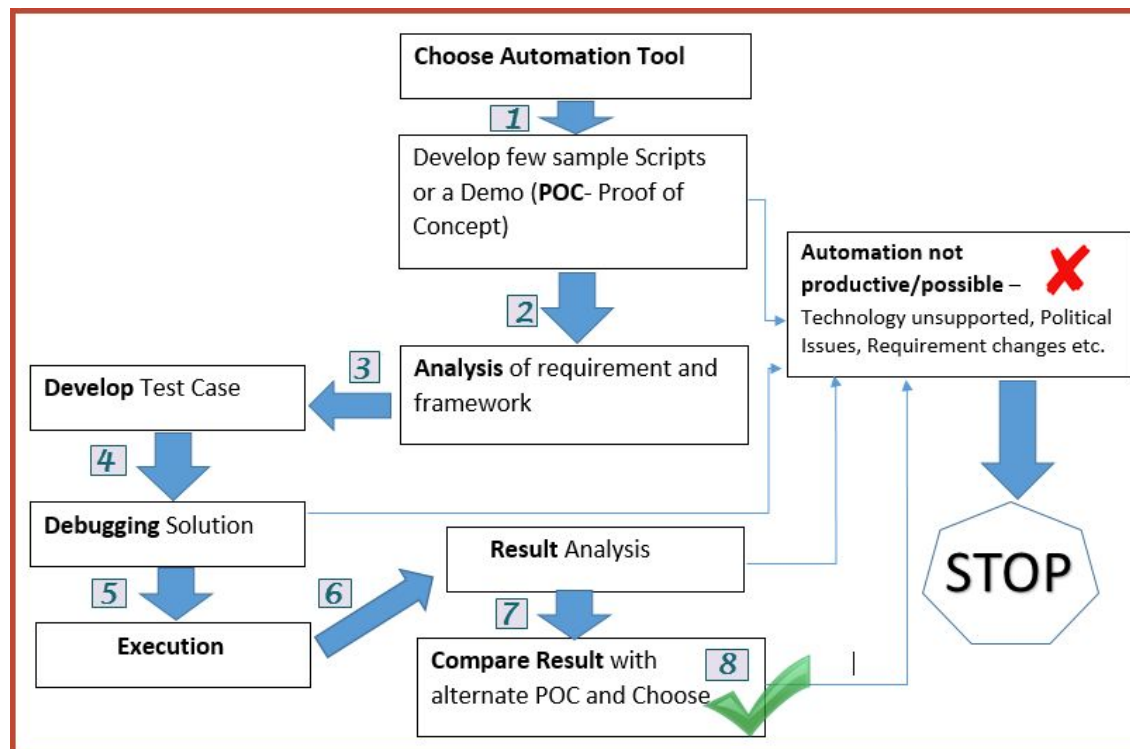 Choose Automation Tool
1
Develop few sample Scripts
or a Demo (POC- Proof of
Concept)
2
Analysis of requirement and
framework
3
Develop Test Case
4
Debugging Solution
5
Execution
6
Result Analysis
7
Compare Result with
alternate POC and Choose
8
Automation not
productive/possible –
Technology unsupported, Political
Issues, Requirement changes etc.
STOP